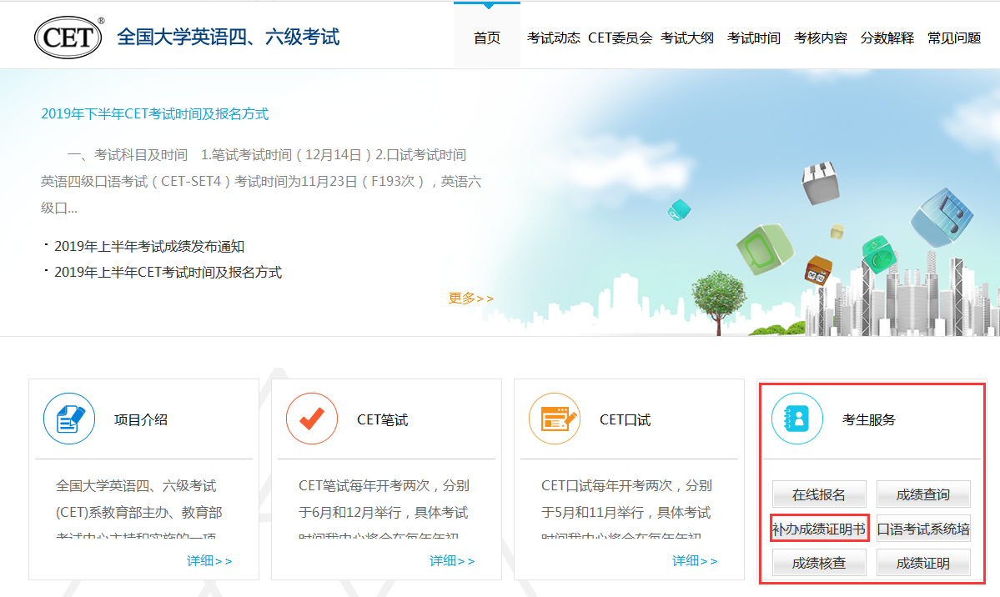 CET® 全国大学英语四、六级考试
首页 考试动态 CET委员会 考试大纲 考试时间 考核内容 分数解释 常见问题
2019年下半年CET考试时间及报名方式
一、考试科目及时间 1.笔试考试时间（12月14日）2.口试考试时间
英语四级口语考试（CET-SET4）考试时间为11月23日（F193次），英语六
级口...
· 2019年上半年考试成绩发布通知
· 2019年上半年CET考试时间及报名方式
更多>>
项目介绍
全国大学英语四、六级考试
(CET)系教育部主办、教育部
考试中心主持和实施的一项
详细>>
CET笔试
CET笔试每年开考两次，分别
于6月和12月举行，具体考试
时间我中心将会在每年年初
详细>>
CET口试
CET口试每年开考两次，分别
于5月和11月举行，具体考试
时间我中心将会在每年年初
详细>>
考生服务
在线报名 成绩查询
补办成绩证明书 口语考试系统培
成绩核查 成绩证明